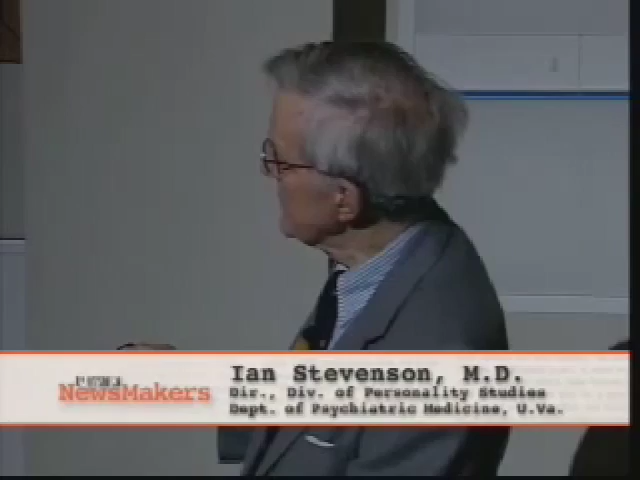 NewsMakers
Ian Stevenson, M.D.
Dir., Div. of Personality Studies
Dept. of Psychiatric Medicine, U.Va.